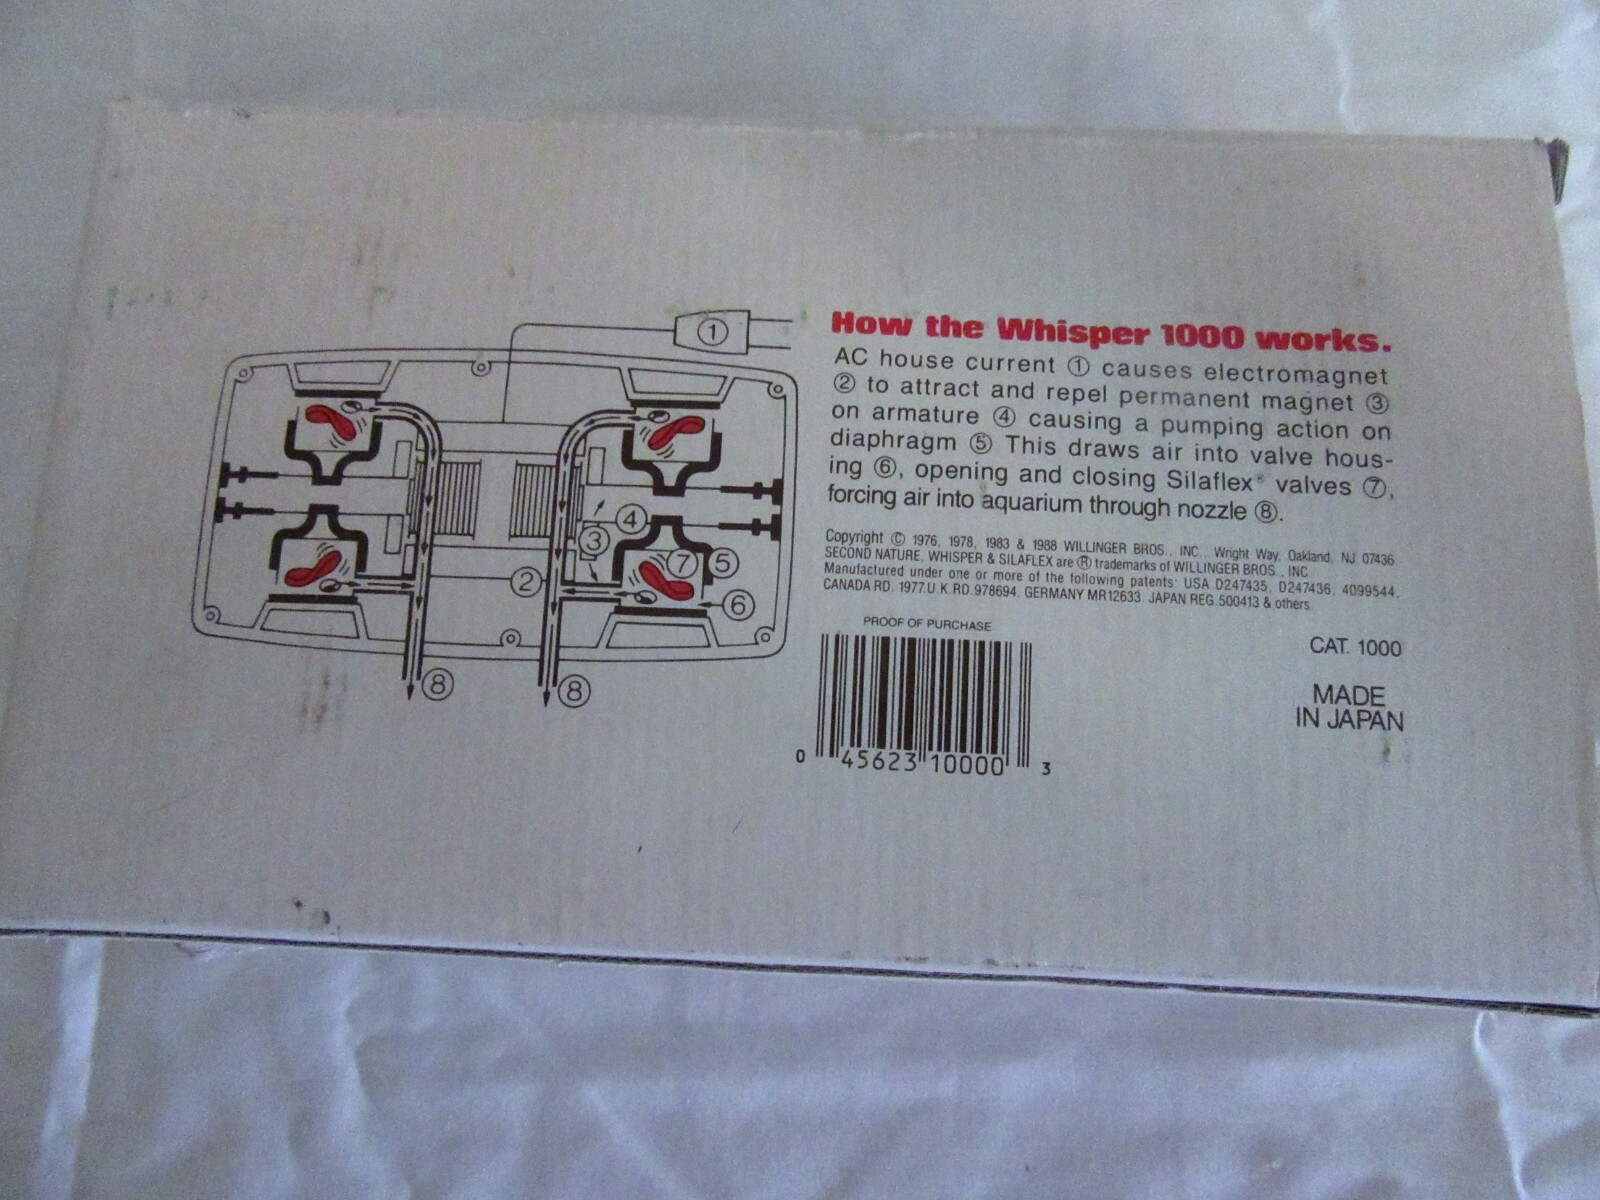 How the Whisper 1000 works.
AC house current ① causes electromagnet
② to attract and repel permanent magnet ③
on armature ④ causing a pumping action on
diaphragm ⑤ This draws air into valve hous-
ing ⑥, opening and closing Silaflex® valves ⑦,
forcing air into aquarium through nozzle ⑧.
Copyright © 1976, 1978, 1983 & 1988 WILLINGER BROS., INC., Wright Way, Oakland, NJ 07436
SECOND NATURE, WHISPER & SILAFLEX are ® trademarks of WILLINGER BROS., INC.
Manufactured under one or more of the following patents: USA D247435, D247436, 4099544,
CANADA RD. 1977 U.K. RD. 978694, GERMANY MR12633, JAPAN REG. 500413 & others.
PROOF OF PURCHASE
0 45623 10000 3
CAT. 1000
MADE
IN JAPAN
①
④
③
⑦
⑤
②
⑥
⑧
⑧